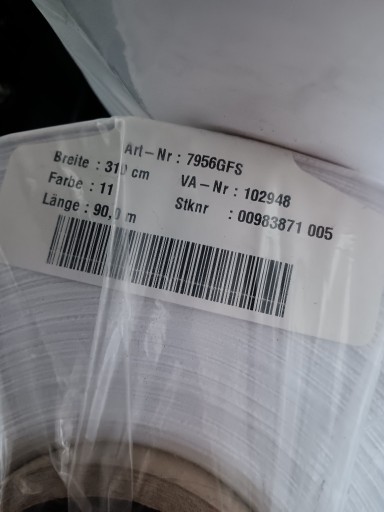 Art-Nr : 7956GFS
Breite : 310 cm VA-Nr : 102948
Farbe : 11 Stknr : 00983871 005
Länge : 90,0 m